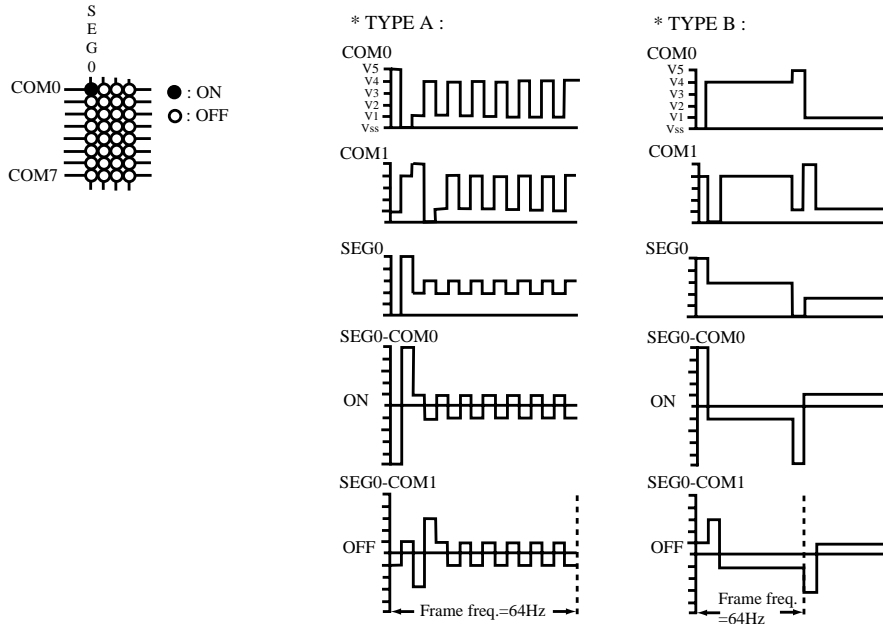 S
E
G
0
COM0
COM7
: ON
: OFF
* TYPE A :
COM0
V5
V4
V3
V2
V1
Vss
COM1
SEG0
SEG0-COM0
ON
SEG0-COM1
OFF
Frame freq.=64Hz
* TYPE B :
COM0
V5
V4
V3
V2
V1
Vss
COM1
SEG0
SEG0-COM0
ON
SEG0-COM1
OFF
Frame freq.
=64Hz